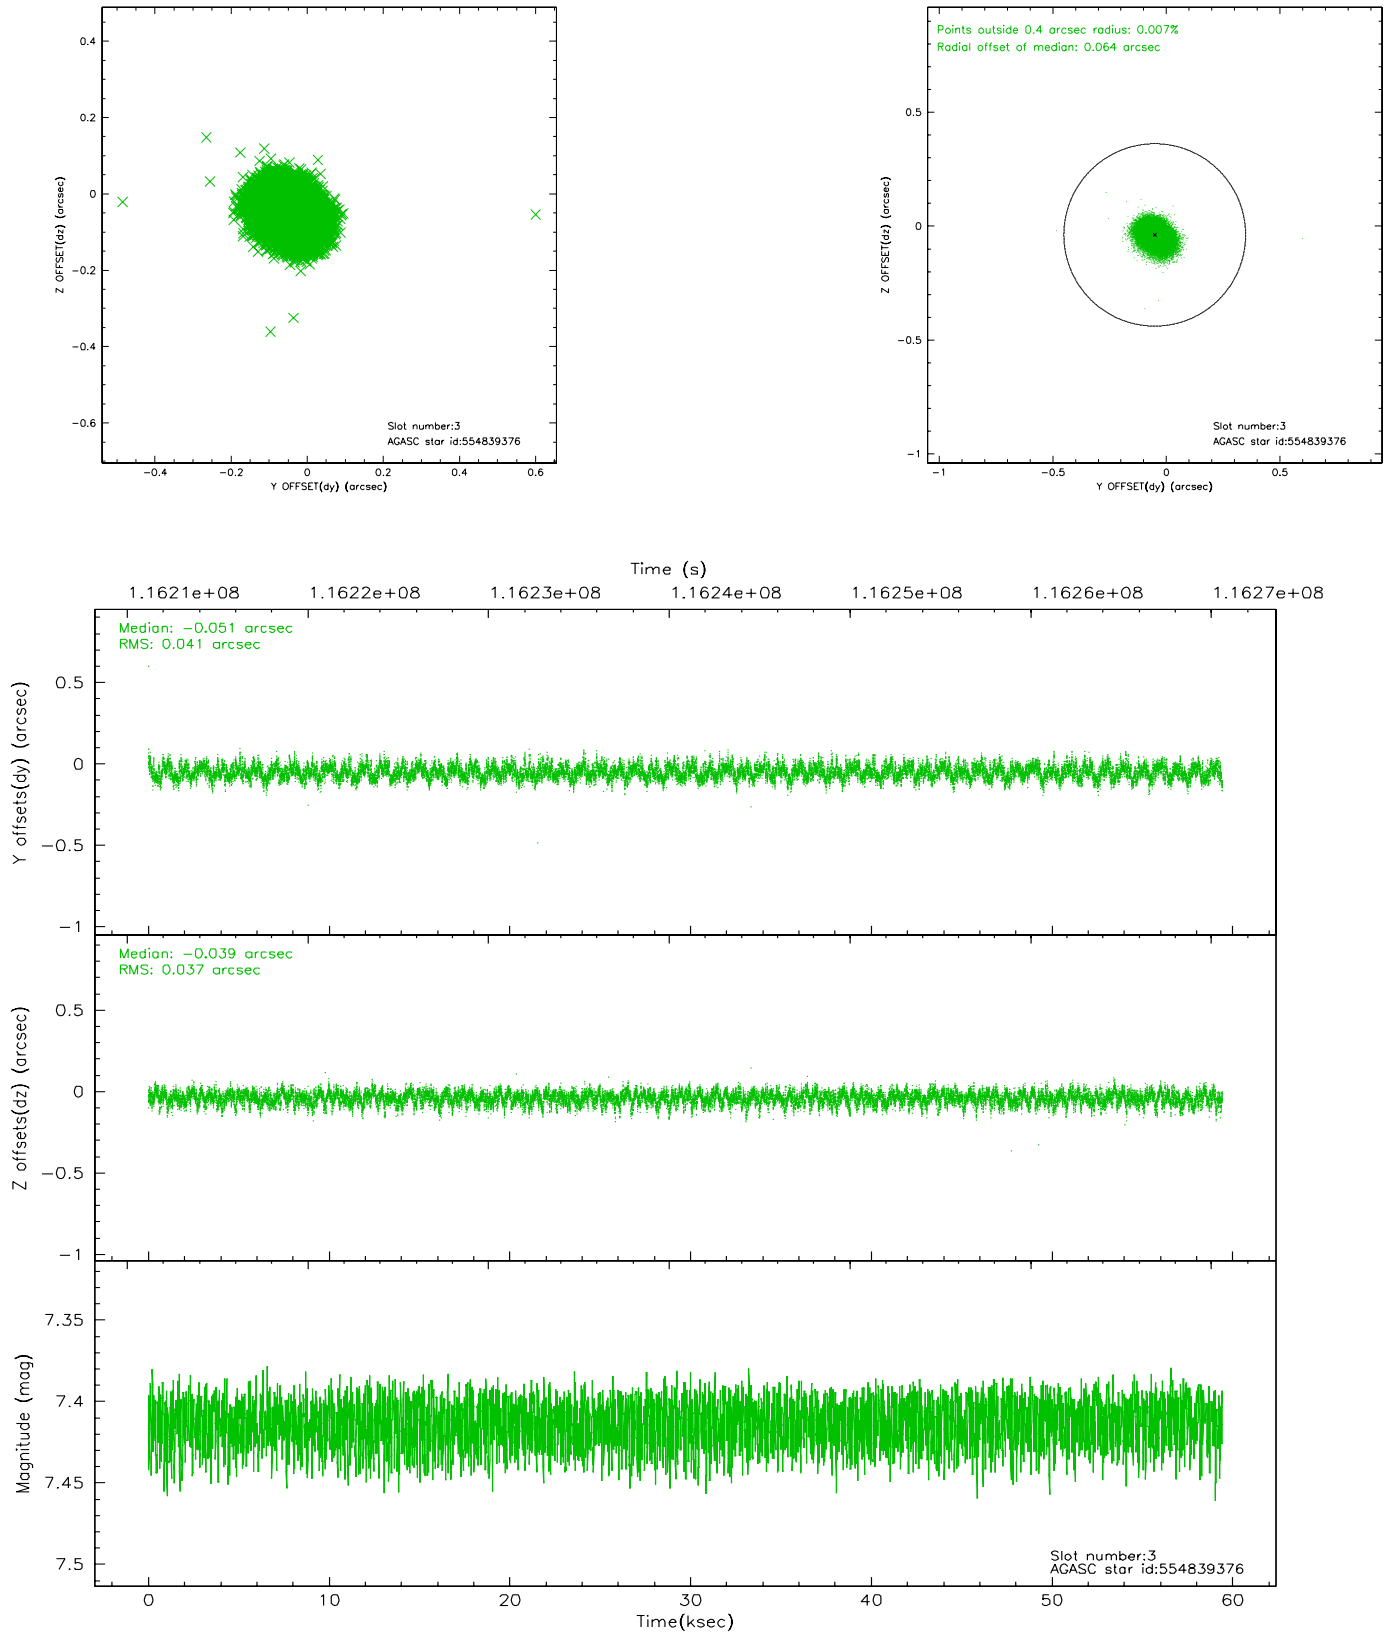 0.4
0.2
0
−0.2
−0.4
−0.6
Z OFFSET(dz) (arcsec)
Slot number:3
AGASC star id:554839376
−0.4
−0.2
0
0.2
0.4
0.6
Y OFFSET(dy) (arcsec)
Points outside 0.4 arcsec radius: 0.007%
Radial offset of median: 0.064 arcsec
0.5
0
−0.5
−1
Z OFFSET(dz) (arcsec)
Slot number:3
AGASC star id:554839376
−1
−0.5
0
0.5
Y OFFSET(dy) (arcsec)
Time (s)
1.1621e+08 1.1622e+08 1.1623e+08 1.1624e+08 1.1625e+08 1.1626e+08 1.1627e+08
Median: −0.051 arcsec
RMS: 0.041 arcsec
0.5
0
−0.5
−1
Y offsets(dy) (arcsec)
Median: −0.039 arcsec
RMS: 0.037 arcsec
0.5
0
−0.5
−1
Z offsets(dz) (arcsec)
7.35
7.4
7.45
7.5
Magnitude (mag)
Slot number:3
AGASC star id:554839376
0 10 20 30 40 50 60
Time(ksec)